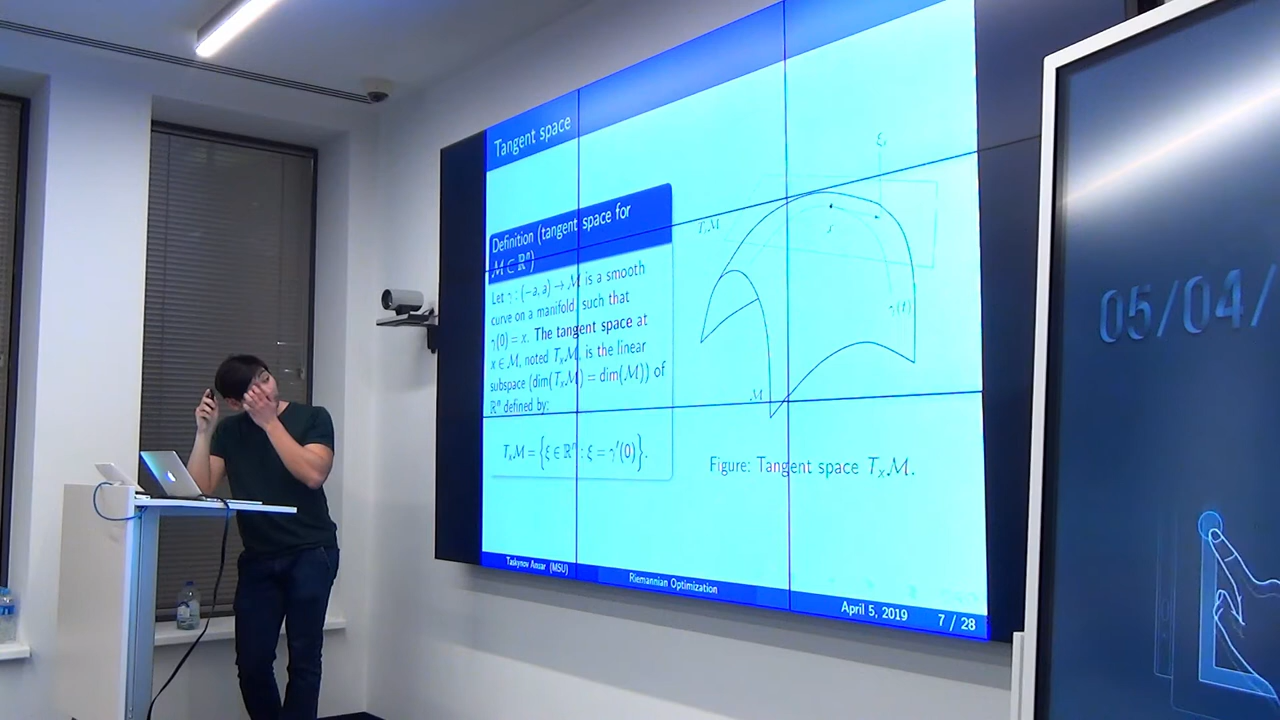 Tangent space
Definition (tangent space for
M ⊂ ℝⁿ)
Let γ : (−a, a) → M is a smooth
curve on a manifold, such that
γ(0) = x. The tangent space at
x ∈ M, noted TₓM, is the linear
subspace (dim(TₓM) = dim(M)) of
ℝⁿ defined by:
TₓM = {ξ ∈ ℝⁿ : ξ = γ′(0)}.
ξ
TₓM
x
γ(t)
M
Figure: Tangent space TₓM.
Taskynov Ansar (MSU)
Riemannian Optimization
April 5, 2019
7 / 28
05/04/